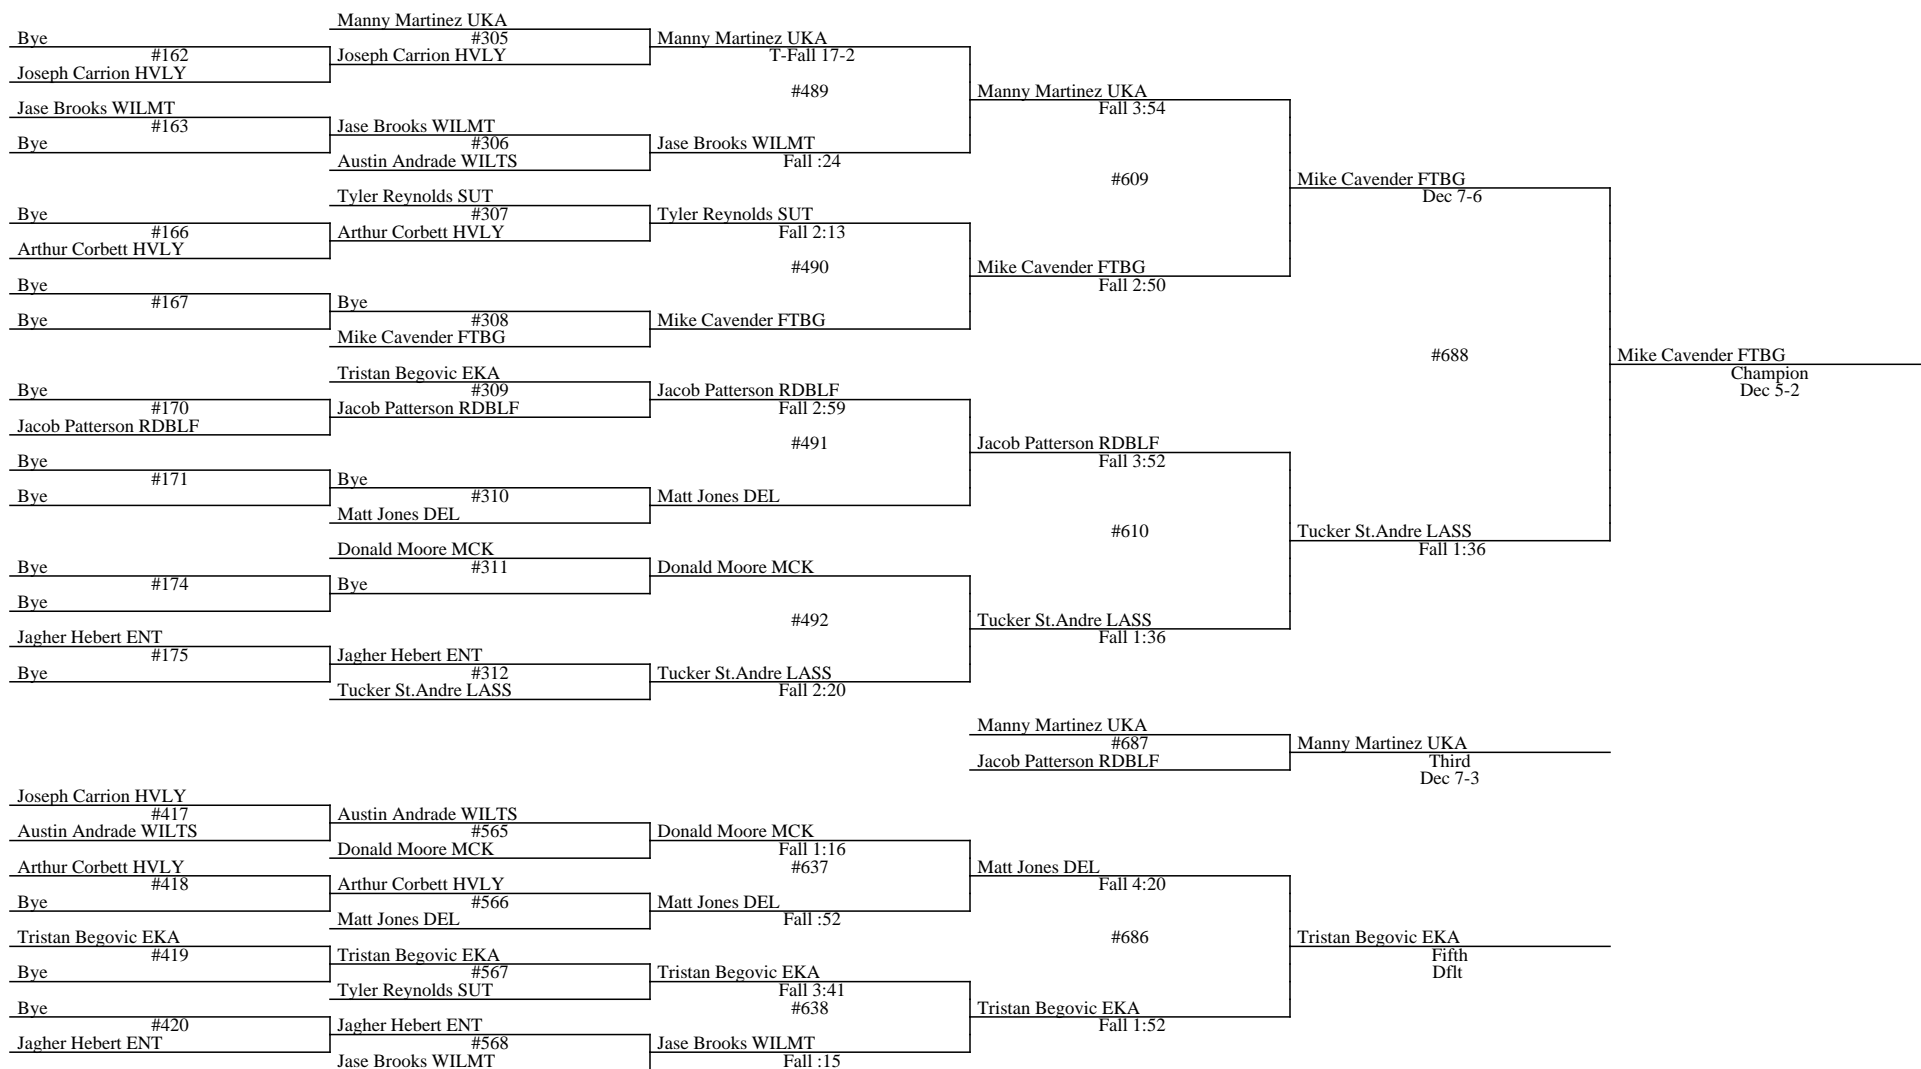 Bye
#162
Joseph Carrion HVLY
Jase Brooks WILMT
#163
Bye
Bye
#166
Arthur Corbett HVLY
Bye
#167
Bye
Bye
#170
Jacob Patterson RDBLF
Bye
#171
Bye
Bye
#174
Bye
Jagher Hebert ENT
#175
Bye
Manny Martinez UKA
#305
Joseph Carrion HVLY
Jase Brooks WILMT
#306
Austin Andrade WILTS
Tyler Reynolds SUT
#307
Arthur Corbett HVLY
Bye
#308
Mike Cavender FTBG
Tristan Begovic EKA
#309
Jacob Patterson RDBLF
Bye
#310
Matt Jones DEL
Donald Moore MCK
#311
Bye
Jagher Hebert ENT
#312
Tucker St.Andre LASS
Manny Martinez UKA
T-Fall 17-2
#489
Jase Brooks WILMT
Fall :24
Tyler Reynolds SUT
Fall 2:13
#490
Mike Cavender FTBG
Jacob Patterson RDBLF
Fall 2:59
#491
Matt Jones DEL
Donald Moore MCK
#492
Tucker St.Andre LASS
Fall 2:20
Manny Martinez UKA
Fall 3:54
#609
Mike Cavender FTBG
Fall 2:50
Jacob Patterson RDBLF
Fall 3:52
#610
Tucker St.Andre LASS
Fall 1:36
Mike Cavender FTBG
Dec 7-6
#688
Tucker St.Andre LASS
Fall 1:36
Mike Cavender FTBG
Champion
Dec 5-2
Manny Martinez UKA
#687
Jacob Patterson RDBLF
Manny Martinez UKA
Third
Dec 7-3
Joseph Carrion HVLY
#417
Austin Andrade WILTS
Arthur Corbett HVLY
#418
Bye
Tristan Begovic EKA
#419
Bye
Bye
#420
Jagher Hebert ENT
Austin Andrade WILTS
#565
Donald Moore MCK
Arthur Corbett HVLY
#566
Matt Jones DEL
Tristan Begovic EKA
#567
Tyler Reynolds SUT
Jagher Hebert ENT
#568
Jase Brooks WILMT
Donald Moore MCK
Fall 1:16
#637
Matt Jones DEL
Fall :52
Tristan Begovic EKA
Fall 3:41
#638
Jase Brooks WILMT
Fall :15
Matt Jones DEL
Fall 4:20
#686
Tristan Begovic EKA
Fall 1:52
Tristan Begovic EKA
Fifth
Dflt